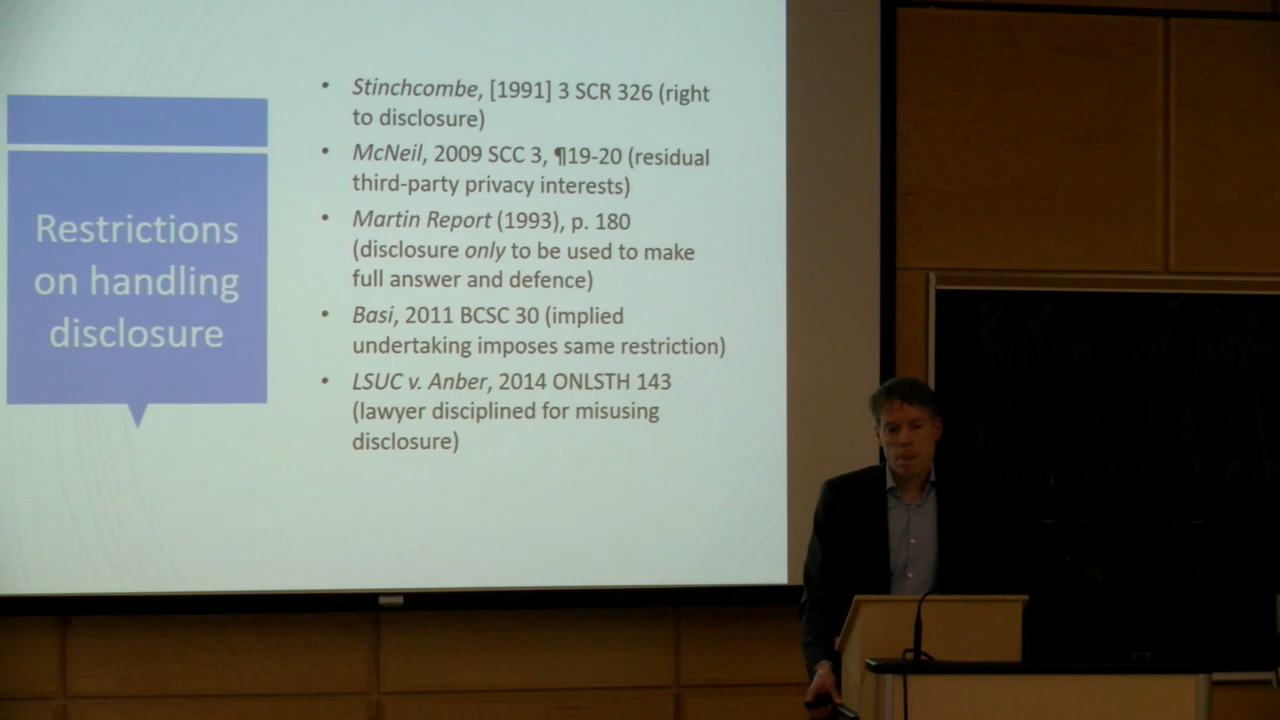 Restrictions
on handling
disclosure
• Stinchcombe, [1991] 3 SCR 326 (right
to disclosure)
• McNeil, 2009 SCC 3, ¶19-20 (residual
third-party privacy interests)
• Martin Report (1993), p. 180
(disclosure only to be used to make
full answer and defence)
• Basi, 2011 BCSC 30 (implied
undertaking imposes same restriction)
• LSUC v. Anber, 2014 ONLSTH 143
(lawyer disciplined for misusing
disclosure)